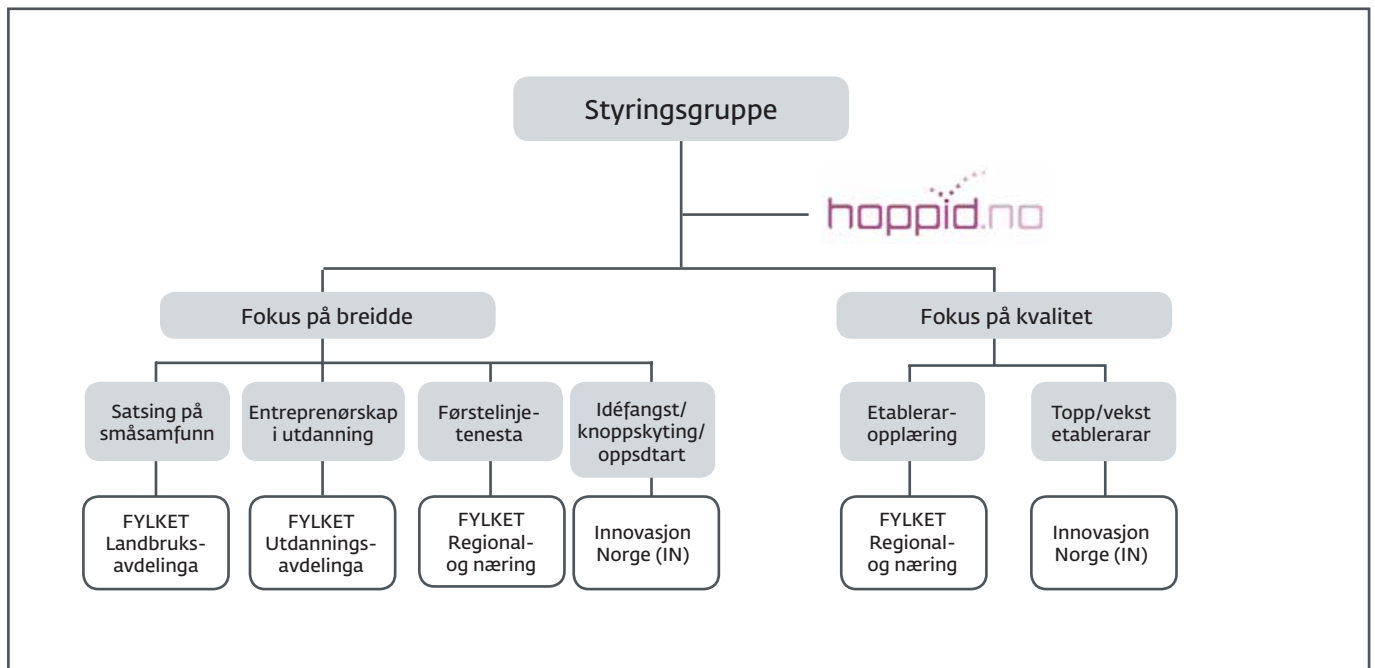 Styringsgruppe
hoppid.no
Fokus på breidde
Fokus på kvalitet
Satsing på
småsamfunn
Entreprenørskap
i utdanning
Førstelinje-
tenesta
Idéfangst/
knoppskyting/
oppsdtart
Etablerar-
opplæring
Topp/vekst
etablerarar
FYLKET
Landbruks-
avdelinga
FYLKET
Utdannings-
avdelinga
FYLKET
Regional-
og næring
Innovasjon
Norge (IN)
FYLKET
Regional-
og næring
Innovasjon
Norge (IN)